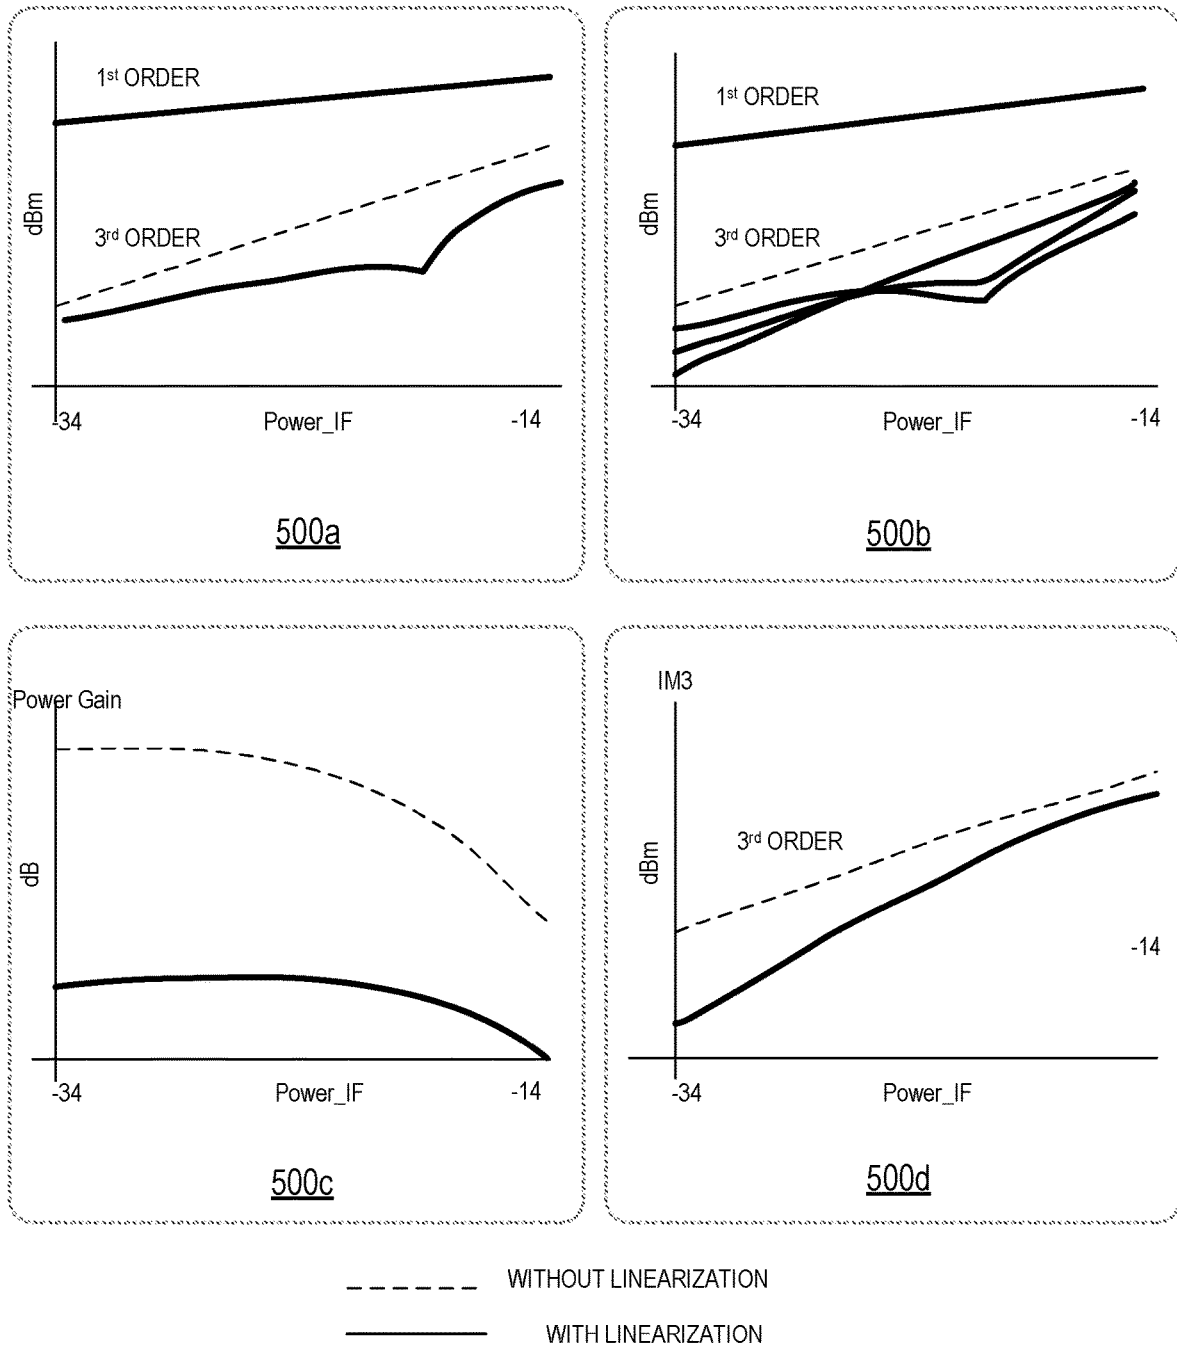 1st ORDER
dBm
3rd ORDER
-34
Power_IF
-14
500a
1st ORDER
dBm
3rd ORDER
-34
Power_IF
-14
500b
Power Gain
dB
-34
Power_IF
-14
500c
IM3
3rd ORDER
dBm
-14
-34
Power_IF
500d
WITHOUT LINEARIZATION
WITH LINEARIZATION